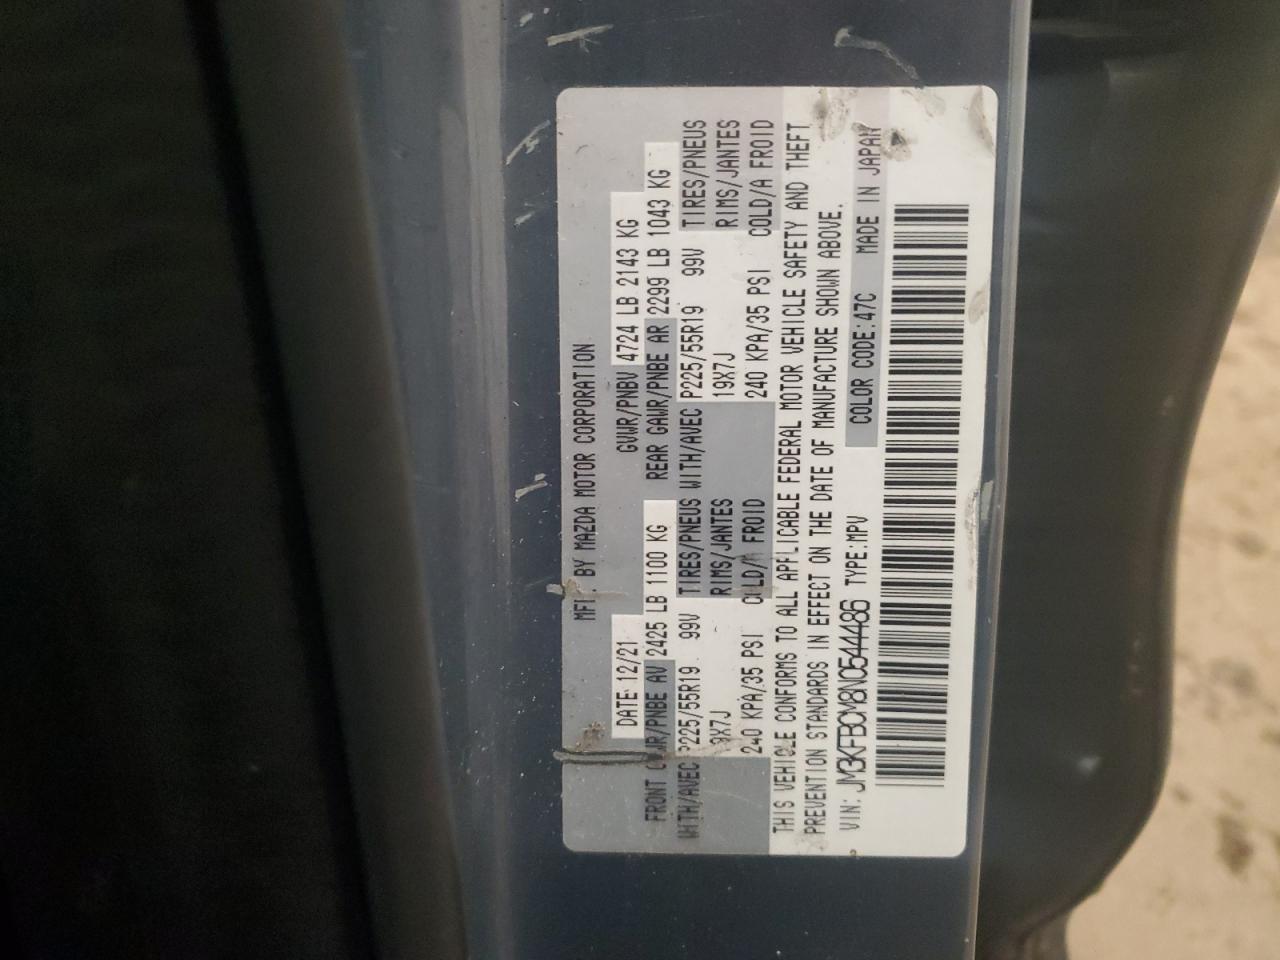 MFD. BY MAZDA MOTOR CORPORATION
DATE: 12/21 GVWR/PNBV 4724 LB 2143 KG
FRONT GAWR/PNBE AV 2425 LB 1100 KG REAR GAWR/PNBE AR 2299 LB 1043 KG
WITH/AVEC P225/55R19 99V TIRES/PNEUS WITH/AVEC P225/55R19 99V TIRES/PNEUS
19X7J RIMS/JANTES 19X7J RIMS/JANTES
240 KPA/35 PSI COLD/A FROID 240 KPA/35 PSI COLD/A FROID
THIS VEHICLE CONFORMS TO ALL APPLICABLE FEDERAL MOTOR VEHICLE SAFETY AND THEFT
PREVENTION STANDARDS IN EFFECT ON THE DATE OF MANUFACTURE SHOWN ABOVE.
VIN: JM3KFBCM8N0544486 TYPE:MPV COLOR CODE:47C MADE IN JAPAN